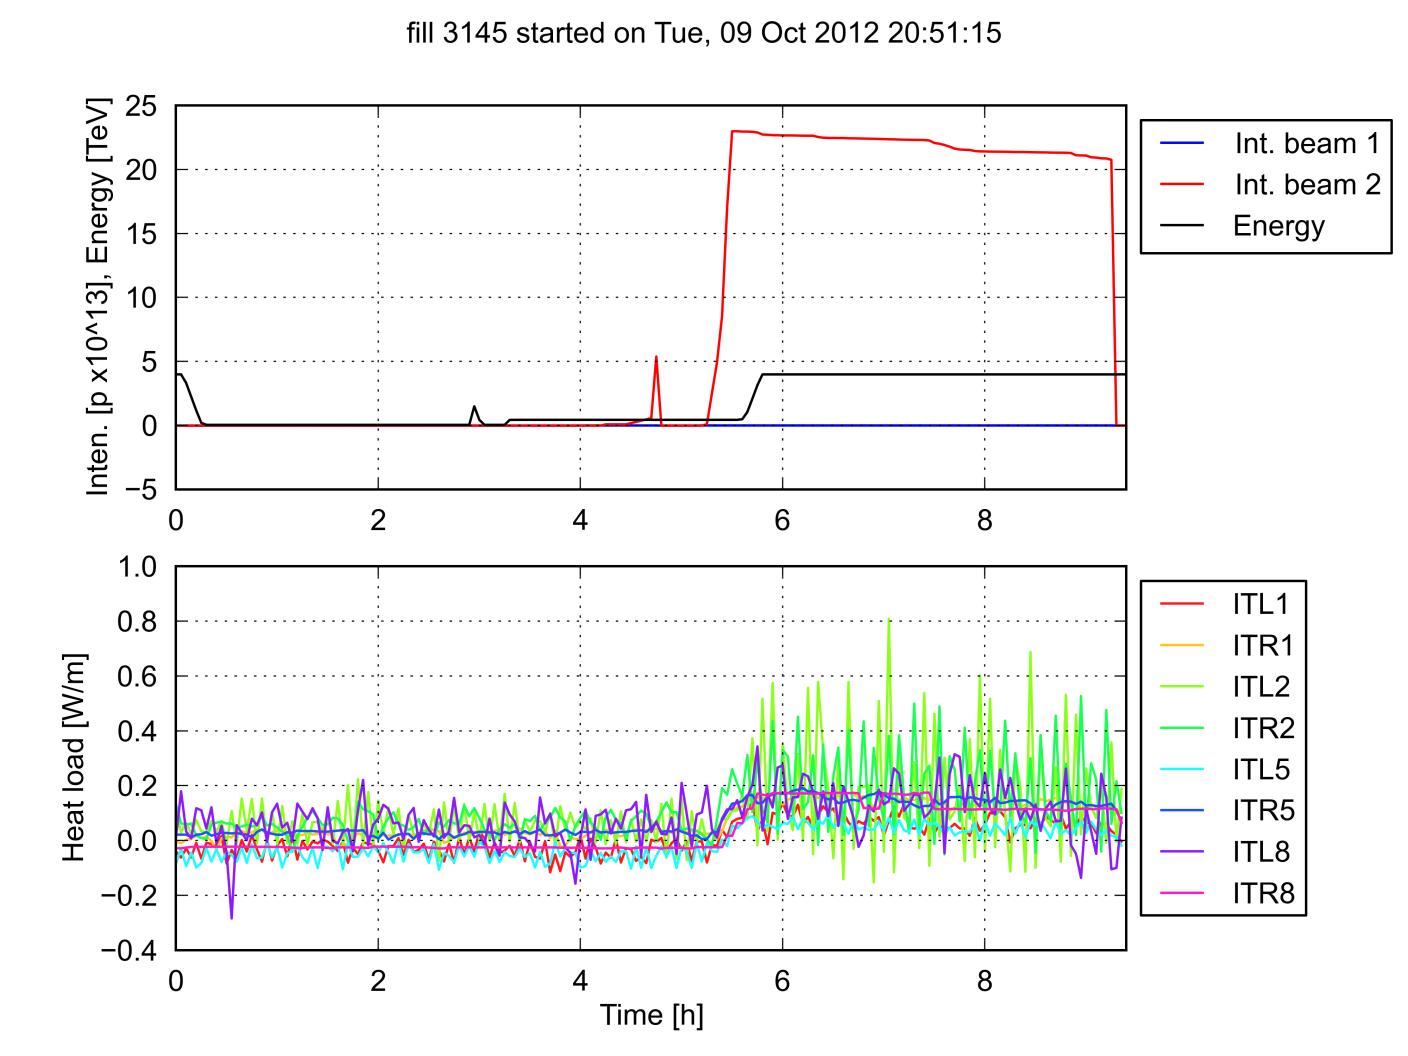 fill 3145 started on Tue, 09 Oct 2012 20:51:15
Inten. [p x10^13], Energy [TeV]
25
20
15
10
5
0
−5
0 2 4 6 8
Int. beam 1
Int. beam 2
Energy
Heat load [W/m]
1.0
0.8
0.6
0.4
0.2
0.0
−0.2
−0.4
0 2 4 6 8
Time [h]
ITL1
ITR1
ITL2
ITR2
ITL5
ITR5
ITL8
ITR8